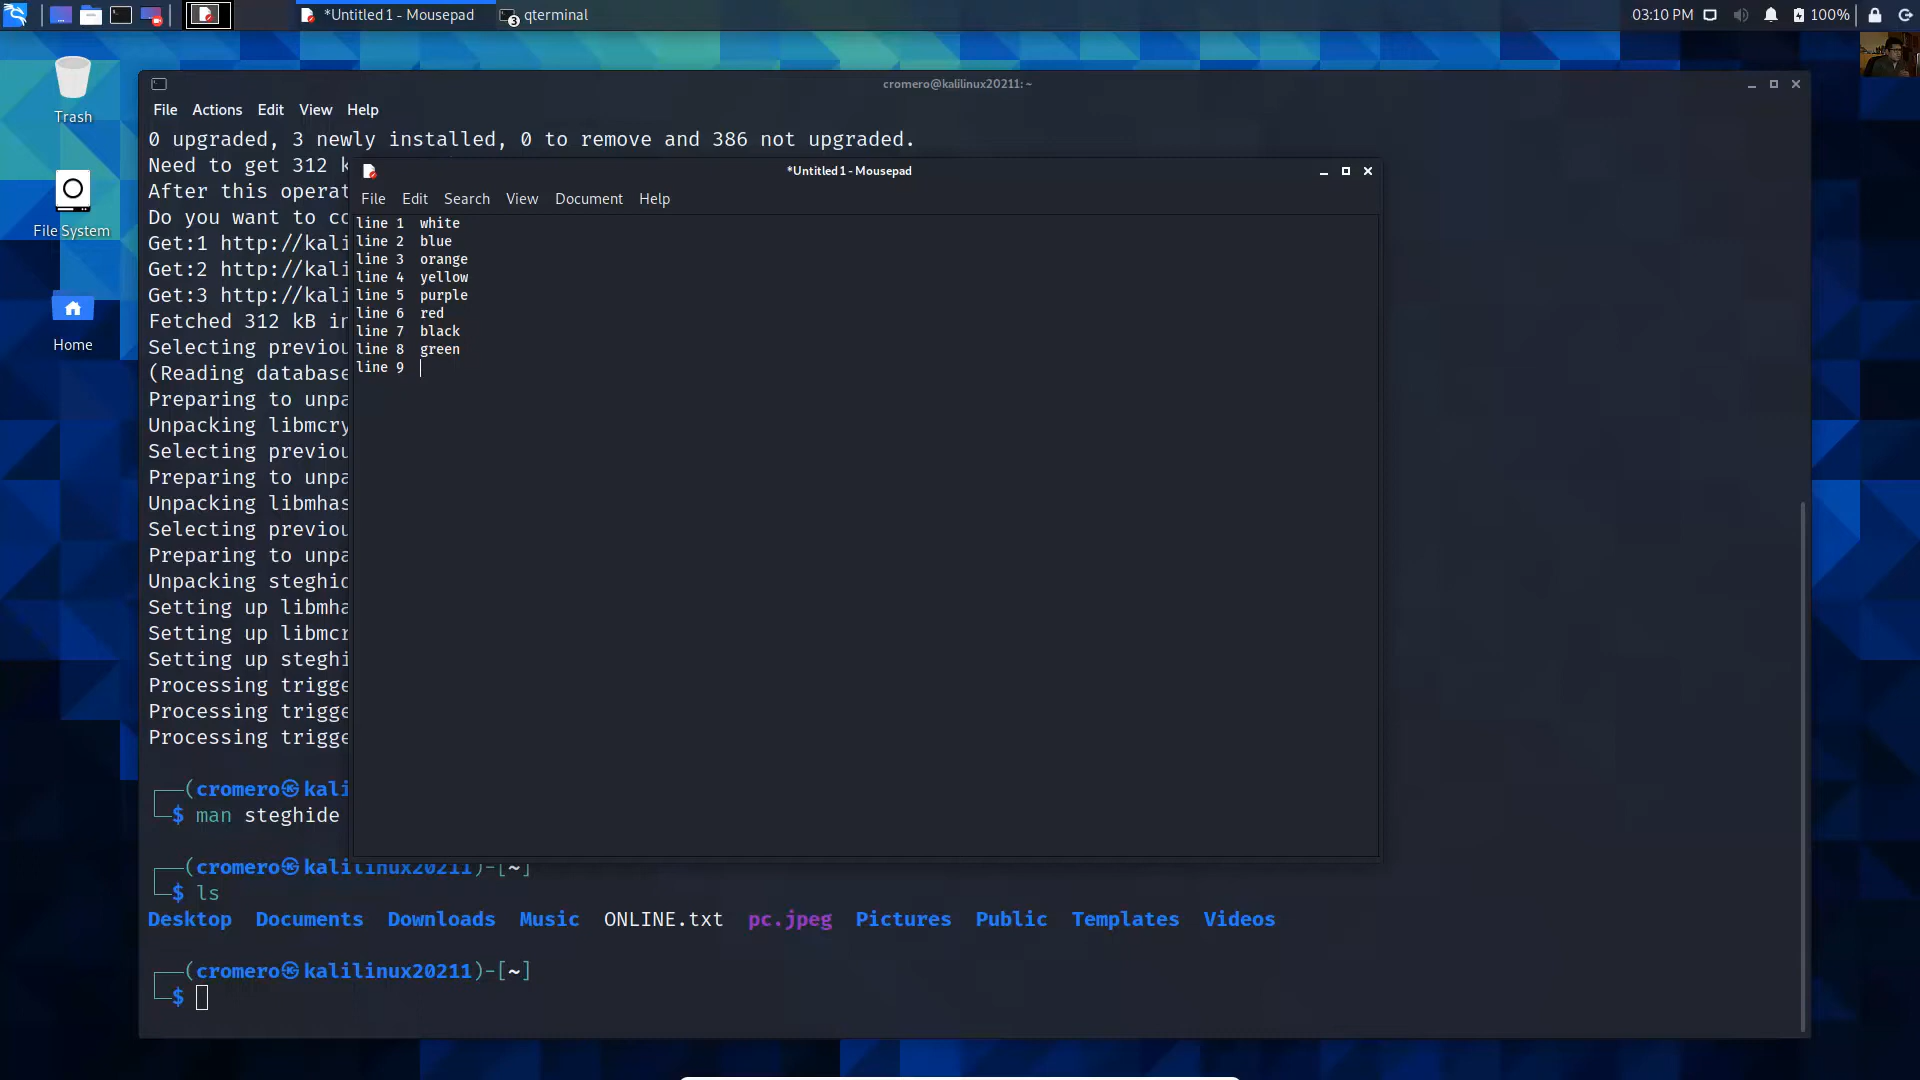 *Untitled 1 - Mousepad
3
qterminal
03:10 PM
100%
Trash
File System
Home
cromero@kalilinux20211: ~
File Actions Edit View Help
0 upgraded, 3 newly installed, 0 to remove and 386 not upgraded.
Need to get 312 k
After this operat
Do you want to co
Get:1 http://kali
Get:2 http://kali
Get:3 http://kali
Fetched 312 kB in
Selecting previou
(Reading database
Preparing to unpa
Unpacking libmcry
Selecting previou
Preparing to unpa
Unpacking libmhas
Selecting previou
Preparing to unpa
Unpacking steghid
Setting up libmha
Setting up libmcr
Setting up steghi
Processing trigge
Processing trigge
Processing trigge
(cromero㉿kali
$ man steghide
(cromero㉿kalilinux20211)-[~]
$ ls
Desktop Documents Downloads Music ONLINE.txt pc.jpeg Pictures Public Templates Videos
(cromero㉿kalilinux20211)-[~]
$
*Untitled 1 - Mousepad
File Edit Search View Document Help
line 1 white
line 2 blue
line 3 orange
line 4 yellow
line 5 purple
line 6 red
line 7 black
line 8 green
line 9